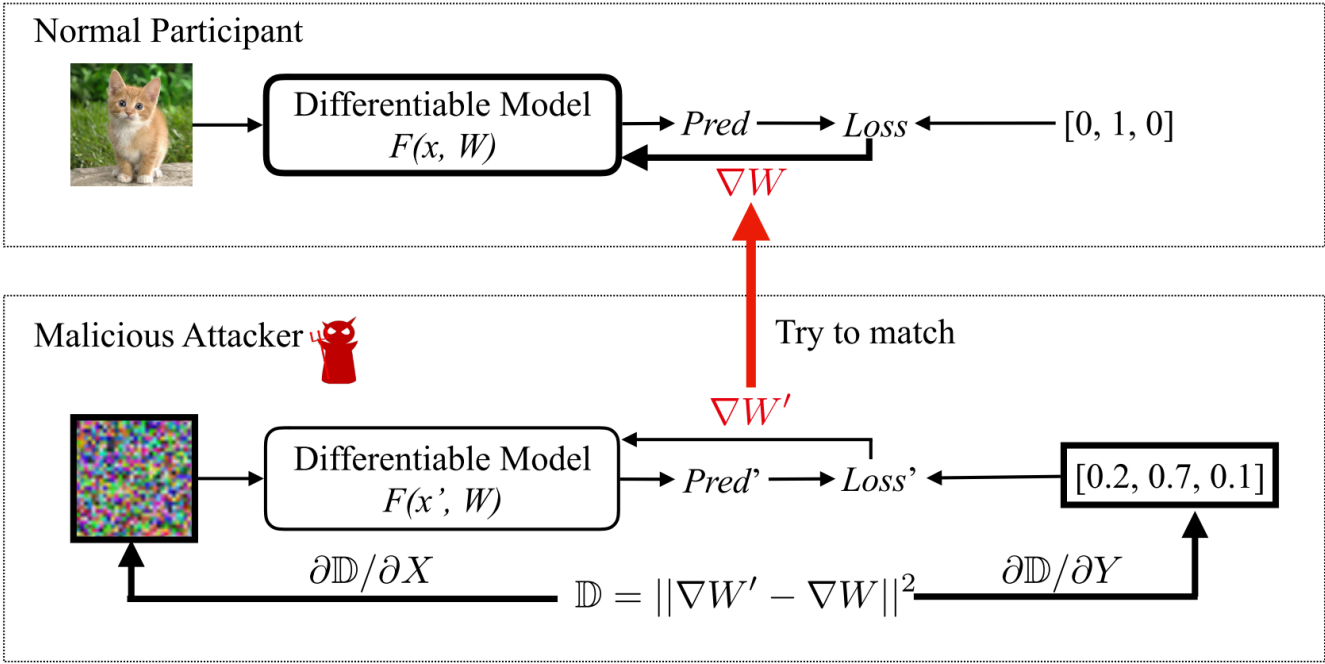 Normal Participant
Differentiable Model
F(x, W)
Pred
Loss
[0, 1, 0]
∇W
Try to match
Malicious Attacker
∇W′
Differentiable Model
F(x’, W)
Pred’
Loss’
[0.2, 0.7, 0.1]
∂𝔻/∂X
𝔻 = ||∇W′ − ∇W||²
∂𝔻/∂Y